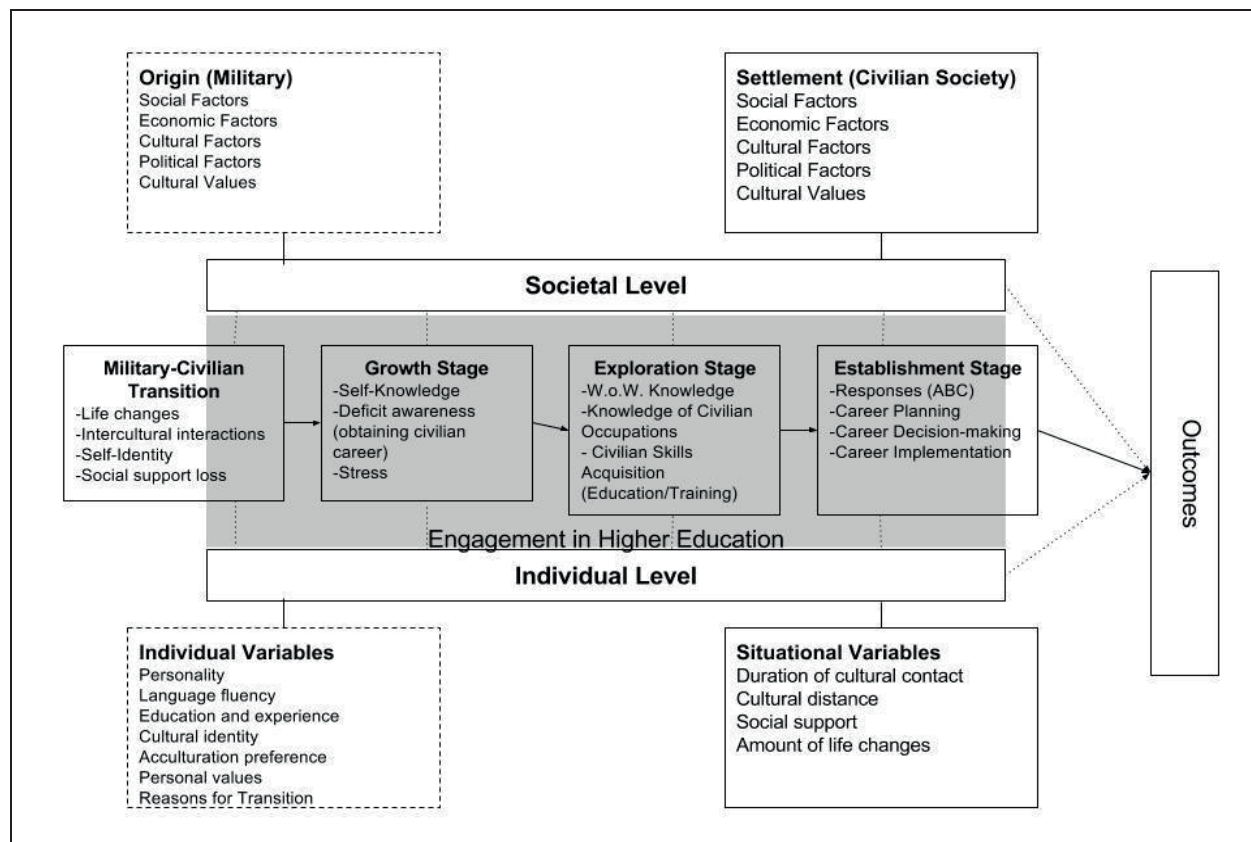 Origin (Military)
Social Factors
Economic Factors
Cultural Factors
Political Factors
Cultural Values
Settlement (Civilian Society)
Social Factors
Economic Factors
Cultural Factors
Political Factors
Cultural Values
Societal Level
Military-Civilian
Transition
-Life changes
-Intercultural interactions
-Self-Identity
-Social support loss
Growth Stage
-Self-Knowledge
-Deficit awareness
(obtaining civilian
career)
-Stress
Exploration Stage
-W.o.W. Knowledge
-Knowledge of Civilian
Occupations
- Civilian Skills
Acquisition
(Education/Training)
Establishment Stage
-Responses (ABC)
-Career Planning
-Career Decision-making
-Career Implementation
Outcomes
Engagement in Higher Education
Individual Level
Individual Variables
Personality
Language fluency
Education and experience
Cultural identity
Acculturation preference
Personal values
Reasons for Transition
Situational Variables
Duration of cultural contact
Cultural distance
Social support
Amount of life changes